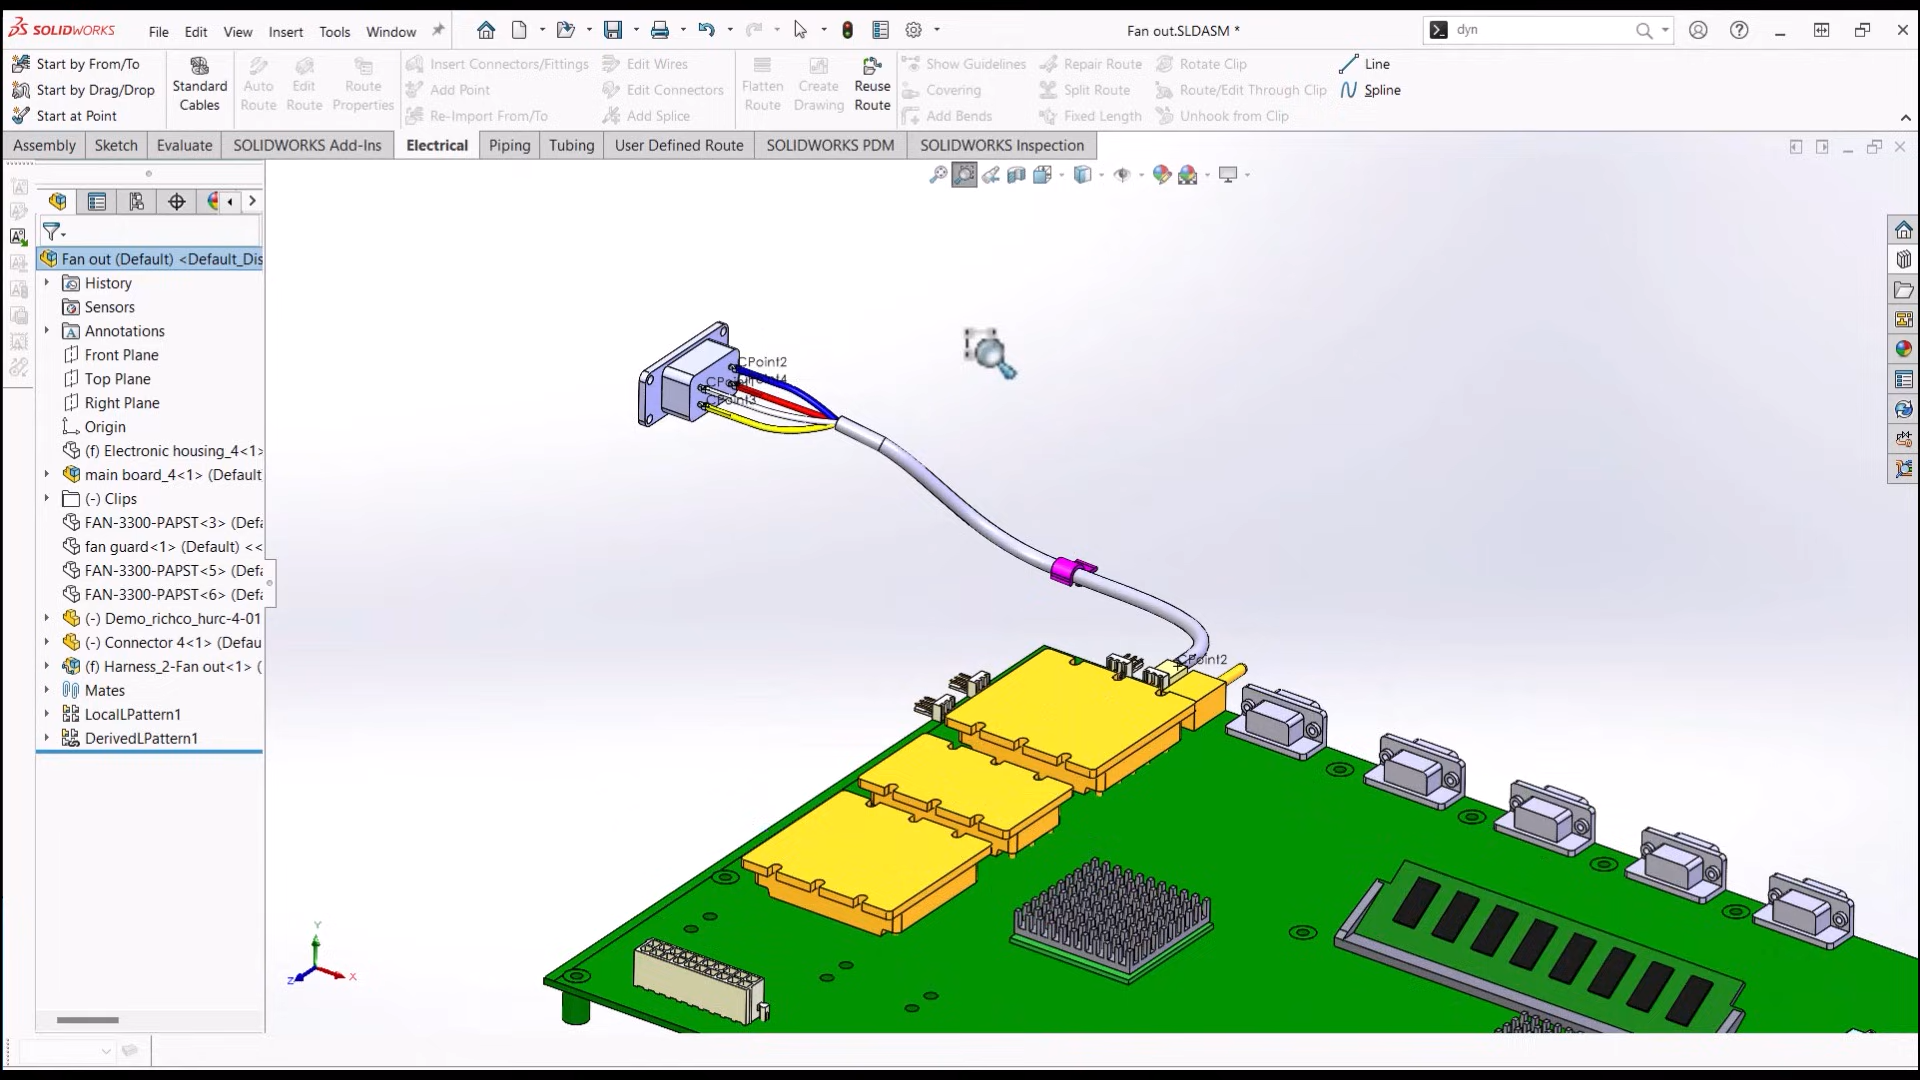 SOLIDWORKS File Edit View Insert Tools Window Fan out.SLDASM * dyn
Start by From/To
Start by Drag/Drop
Start at Point
Standard Cables
Auto Route
Edit Route
Route Properties
Insert Connectors/Fittings
Add Point
Re-Import From/To
Edit Wires
Edit Connectors
Add Splice
Flatten Route
Create Drawing
Reuse Route
Show Guidelines
Covering
Add Bends
Repair Route
Split Route
Fixed Length
Rotate Clip
Route/Edit Through Clip
Unhook from Clip
Line
Spline
Assembly Sketch Evaluate SOLIDWORKS Add-Ins Electrical Piping Tubing User Defined Route SOLIDWORKS PDM SOLIDWORKS Inspection
Fan out (Default) <Default_Dis
History
Sensors
Annotations
Front Plane
Top Plane
Right Plane
Origin
(f) Electronic housing_4<1>
main board_4<1> (Default
(-) Clips
FAN-3300-PAPST<3> (Defa
fan guard<1> (Default) <<
FAN-3300-PAPST<5> (Defa
FAN-3300-PAPST<6> (Defa
(-) Demo_richco_hurc-4-01
(-) Connector 4<1> (Defau
(f) Harness_2-Fan out<1> (
Mates
LocalLPattern1
DerivedLPattern1
CPoint2
CPoint3
CPoint2
Y
Z
X